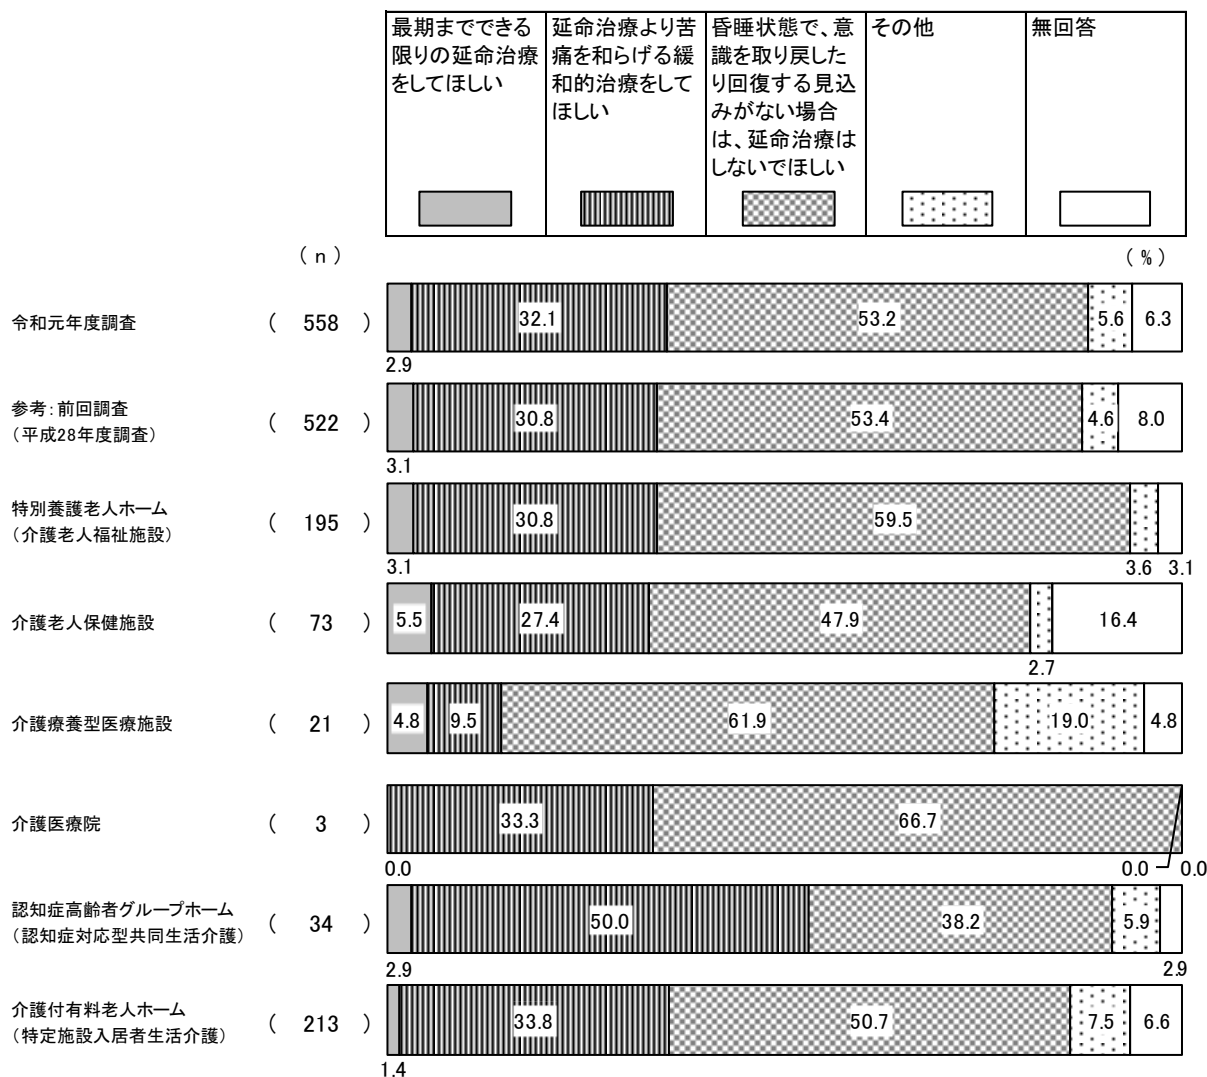 最期までできる
限りの延命治療
をしてほしい
延命治療より苦
痛を和らげる緩
和的治療をして
ほしい
昏睡状態で、意
識を取り戻した
り回復する見込
みがない場合
は、延命治療は
しないでほしい
その他
無回答
(n)
(%)
令和元年度調査 ( 558 ) 32.1 53.2 5.6 6.3
2.9
参考:前回調査
(平成28年度調査) ( 522 ) 30.8 53.4 4.6 8.0
3.1
特別養護老人ホーム
(介護老人福祉施設) ( 195 ) 30.8 59.5
3.1 3.6 3.1
介護老人保健施設 ( 73 ) 5.5 27.4 47.9 16.4
2.7
介護療養型医療施設 ( 21 ) 4.8 9.5 61.9 19.0 4.8
介護医療院 ( 3 ) 33.3 66.7
0.0 0.0 0.0
認知症高齢者グループホーム
(認知症対応型共同生活介護) ( 34 ) 50.0 38.2 5.9
2.9 2.9
介護付有料老人ホーム
(特定施設入居者生活介護) ( 213 ) 33.8 50.7 7.5 6.6
1.4